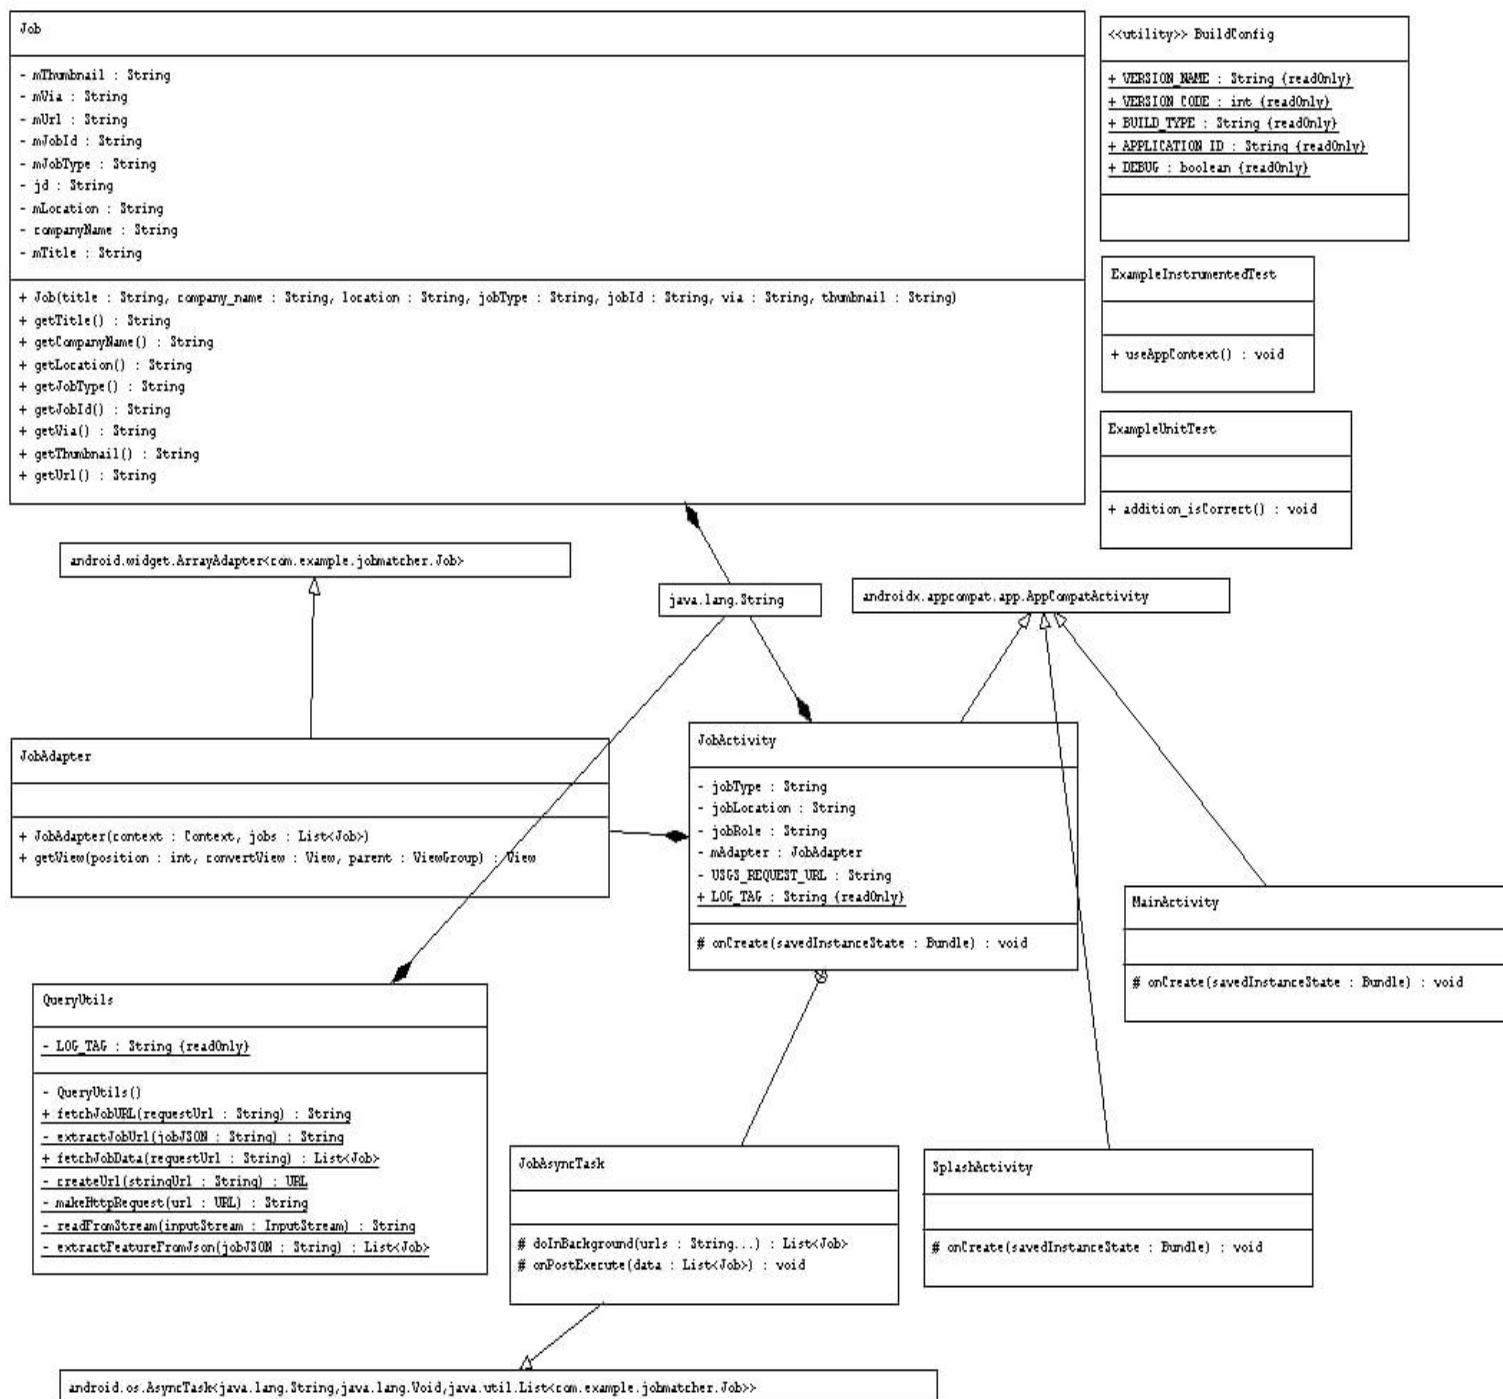 Job
- mThumbnail : String
- mVia : String
- mUrl : String
- mJobId : String
- mJobType : String
- jd : String
- mLocation : String
- companyName : String
- mTitle : String
+ Job(title : String, company_name : String, location : String, jobType : String, jobId : String, via : String, thumbnail : String)
+ getTitle() : String
+ getCompanyName() : String
+ getLocation() : String
+ getJobType() : String
+ getJobId() : String
+ getVia() : String
+ getThumbnail() : String
+ getUrl() : String
<<utility>> BuildConfig
+ VERSION_NAME : String {readOnly}
+ VERSION_CODE : int {readOnly}
+ BUILD_TYPE : String {readOnly}
+ APPLICATION_ID : String {readOnly}
+ DEBUG : boolean {readOnly}
ExampleInstrumentedTest
+ useAppContext() : void
ExampleUnitTest
+ addition_isCorrect() : void
android.widget.ArrayAdapter<com.example.jobmatcher.Job>
java.lang.String
androidx.appcompat.app.AppCompatActivity
JobAdapter
+ JobAdapter(context : Context, jobs : List<Job>)
+ getView(position : int, convertView : View, parent : ViewGroup) : View
JobActivity
- jobType : String
- jobLocation : String
- jobRole : String
- mAdapter : JobAdapter
- USGS_REQUEST_URL : String
+ LOG_TAG : String {readOnly}
# onCreate(savedInstanceState : Bundle) : void
MainActivity
# onCreate(savedInstanceState : Bundle) : void
QueryUtils
- LOG_TAG : String {readOnly}
- QueryUtils()
+ fetchJobURL(requestUrl : String) : String
- extractJobUrl(jobJSON : String) : String
+ fetchJobData(requestUrl : String) : List<Job>
- createUrl(stringUrl : String) : URL
- makeHttpRequest(url : URL) : String
- readFromStream(inputStream : InputStream) : String
- extractFeatureFromJson(jobJSON : String) : List<Job>
JobAsyncTask
# doInBackground(urls : String...) : List<Job>
# onPostExecute(data : List<Job>) : void
SplashActivity
# onCreate(savedInstanceState : Bundle) : void
android.os.AsyncTask<java.lang.String,java.lang.Void,java.util.List<com.example.jobmatcher.Job>>